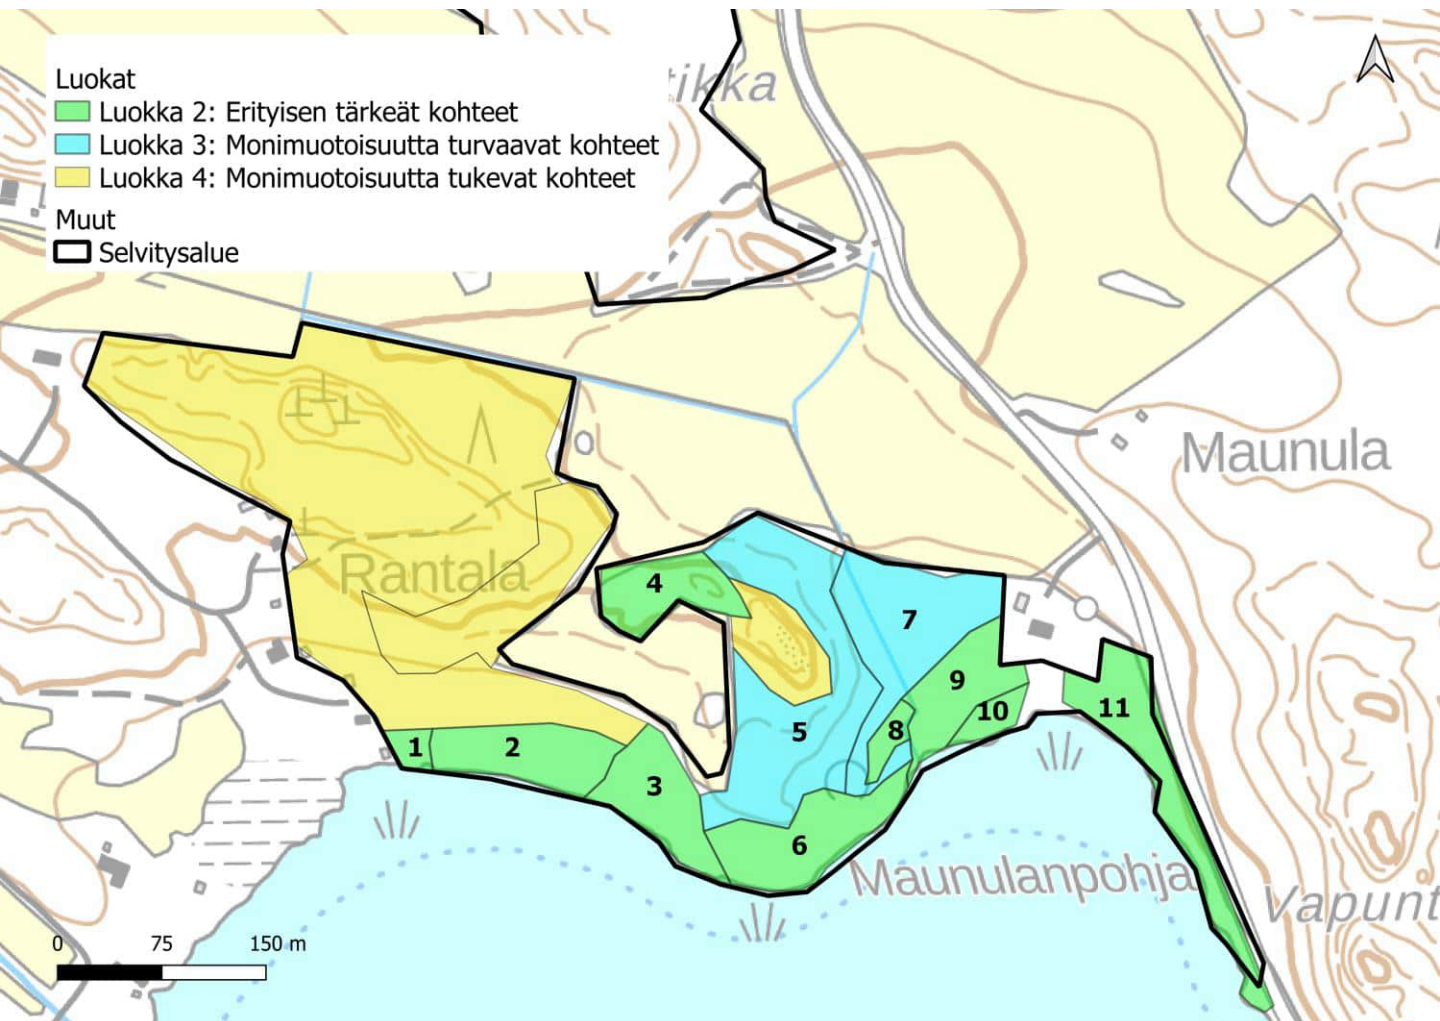 Luokat
Luokka 2: Erityisen tärkeät kohteet
Luokka 3: Monimuotoisuutta turvaavat kohteet
Luokka 4: Monimuotoisuutta tukevat kohteet
Muut
Selvitysalue
Maunula
Rantala
4
7
9
10
11
8
5
1
2
3
6
Maunulanpohja
0 75 150 m